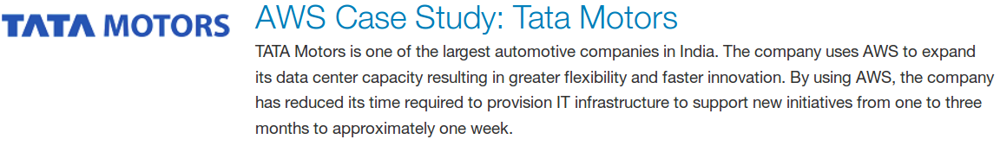 TATA MOTORS
AWS Case Study: Tata Motors
TATA Motors is one of the largest automotive companies in India. The company uses AWS to expand
its data center capacity resulting in greater flexibility and faster innovation. By using AWS, the company
has reduced its time required to provision IT infrastructure to support new initiatives from one to three
months to approximately one week.